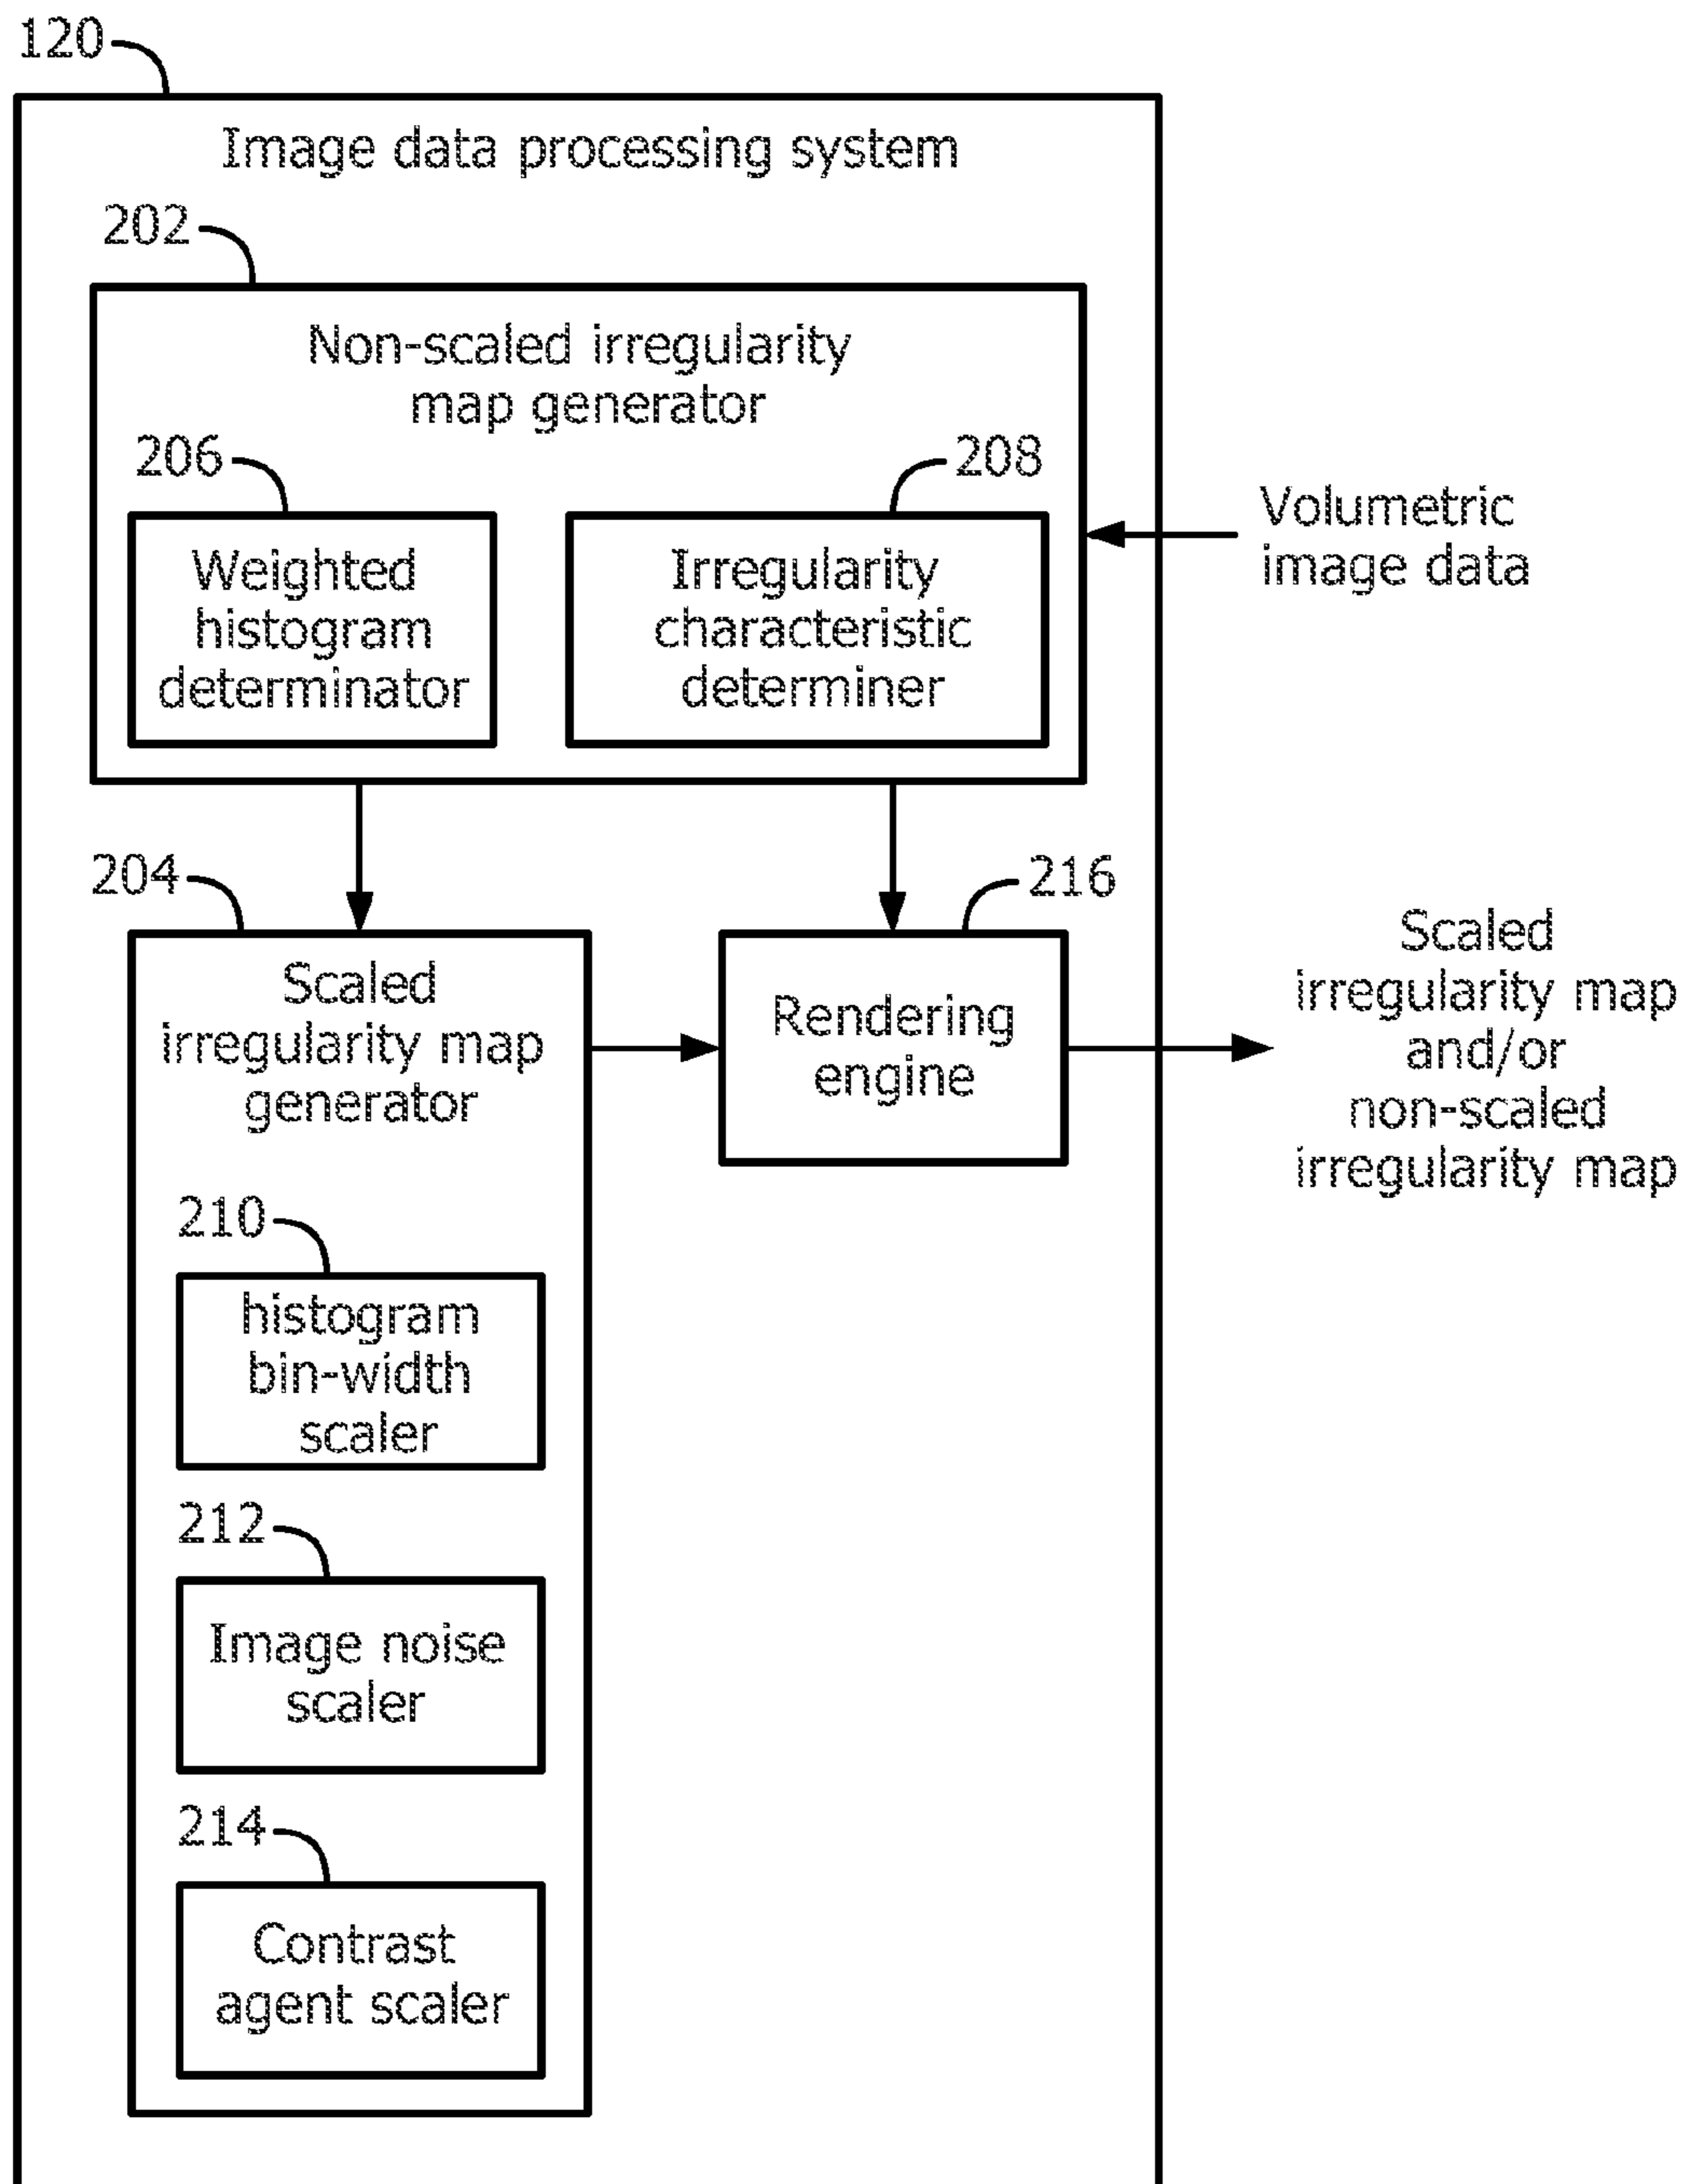 120
Image data processing system
202
Non-scaled irregularity
map generator
206
208
Weighted
histogram
determinator
Irregularity
characteristic
determiner
Volumetric
image data
204
216
Scaled
irregularity map
generator
Rendering
engine
Scaled
irregularity map
and/or
non-scaled
irregularity map
210
histogram
bin-width
scaler
212
Image noise
scaler
214
Contrast
agent scaler